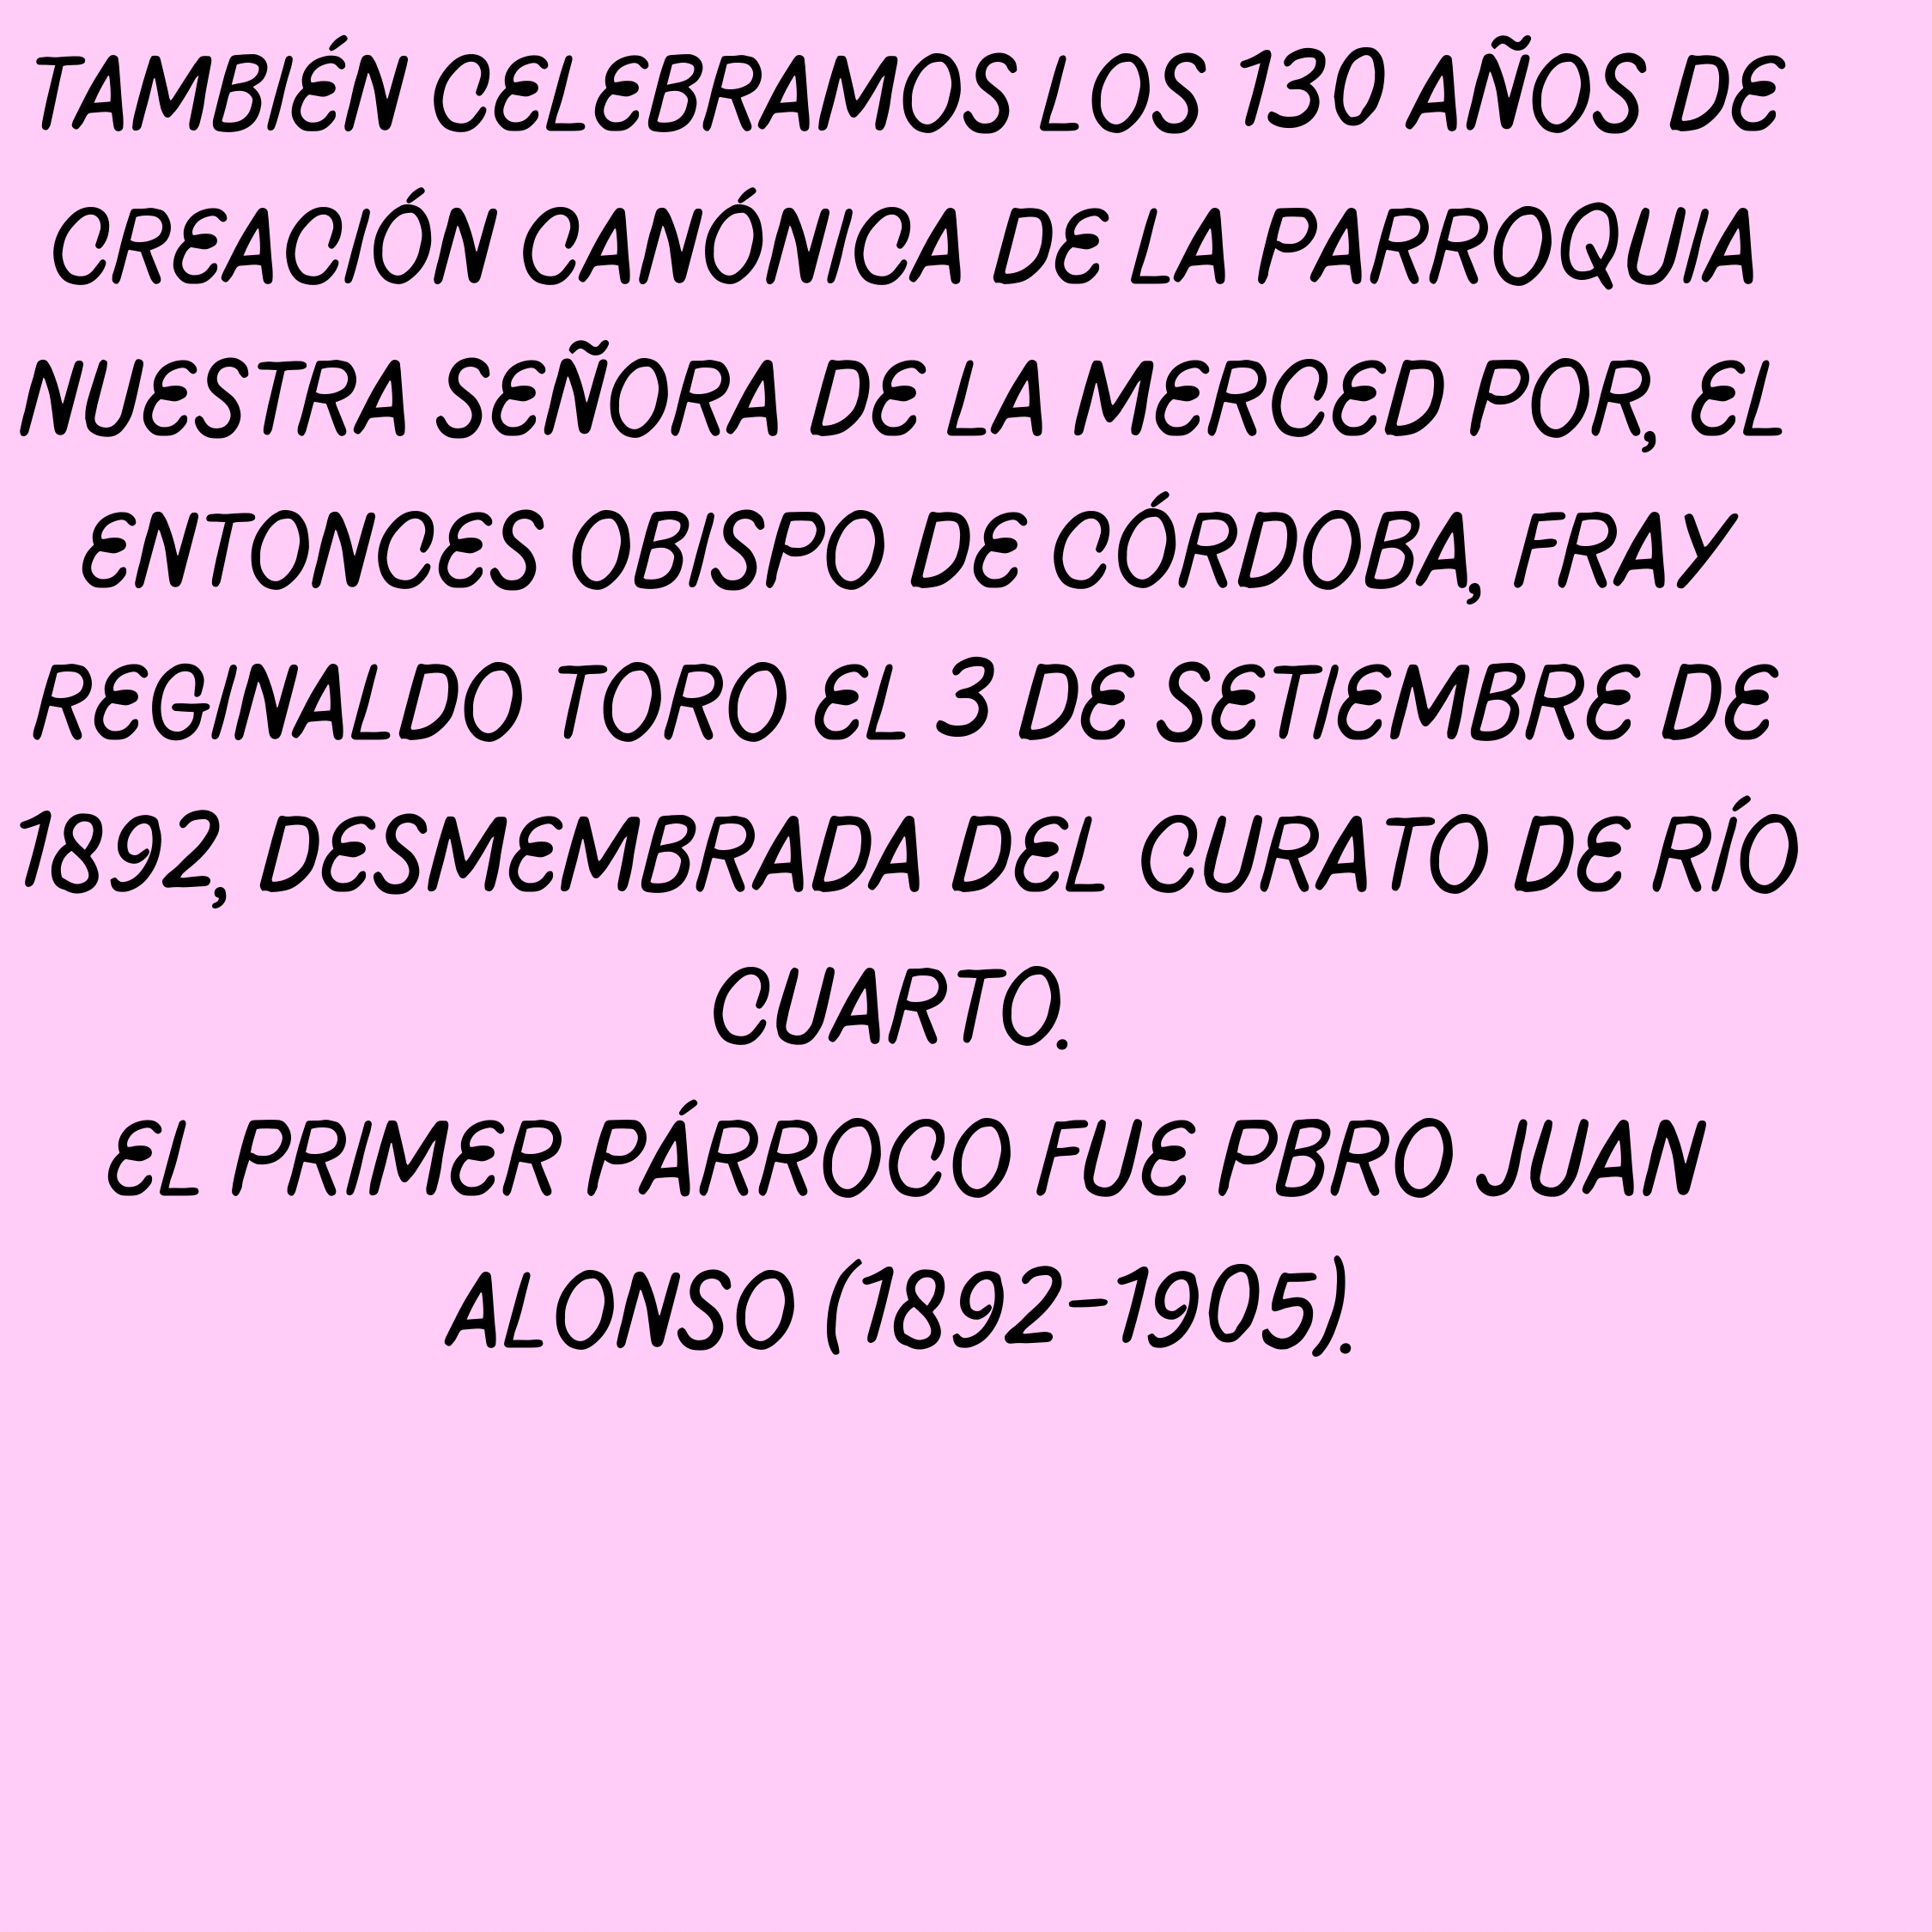 TAMBIÉN CELEBRAMOS LOS 130 AÑOS DE
CREACIÓN CANÓNICA DE LA PARROQUIA
NUESTRA SEÑORA DE LA MERCED POR, EL
ENTONCES OBISPO DE CÓRDOBA, FRAY
REGINALDO TORO EL 3 DE SETIEMBRE DE
1892, DESMEMBRADA DEL CURATO DE RÍO
CUARTO.
EL PRIMER PÁRROCO FUE PBRO JUAN
ALONSO (1892-1905).